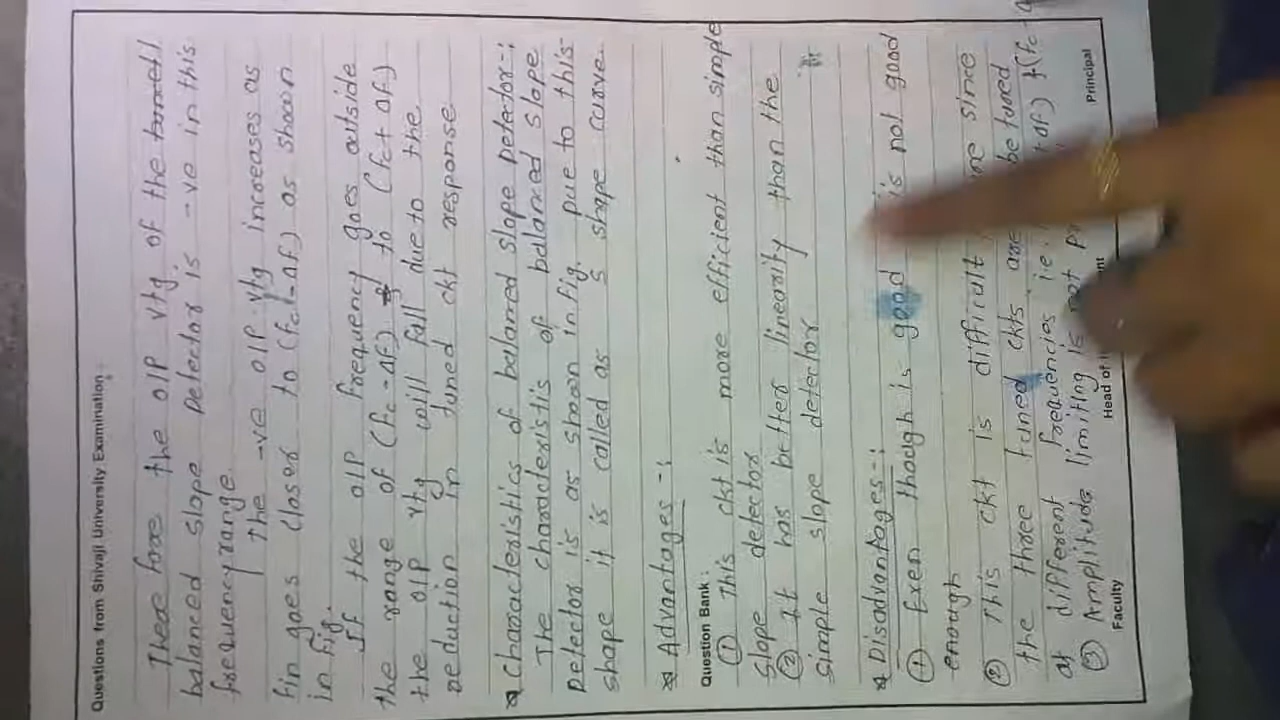 Questions from Shivaji University Examination :
Thear fore the O/P vtg. of the tunedl
balanced slope Detector is -ve in this
frequency range.
the -ve O/P vtg increases as
fin goes closer to (fc-Δf) as shown
in fig.
If the O/P frequency goes outside
the range of (fc-Δf) to (fc+Δf)
the O/P vtg will fall due to the
reduction in tuned ckt response
* Characteristics of balanced slope Detector-:
The characteristis of balanced slope
Detector is as shown in fig. Due to this-
shape it is called as S shape curve.
* Advantages -:
Question Bank :
① This ckt is more efficient than simple
slope detector
② It has better linearity than the
simple slope detector
* Disadvantages-:
① Even though is good is not good
enough
② This ckt is difficult since
the three tuned ckts are be tuned
at different frequencies ie. f(fc
③ Amplitude limiting is not
Faculty Head of Principal